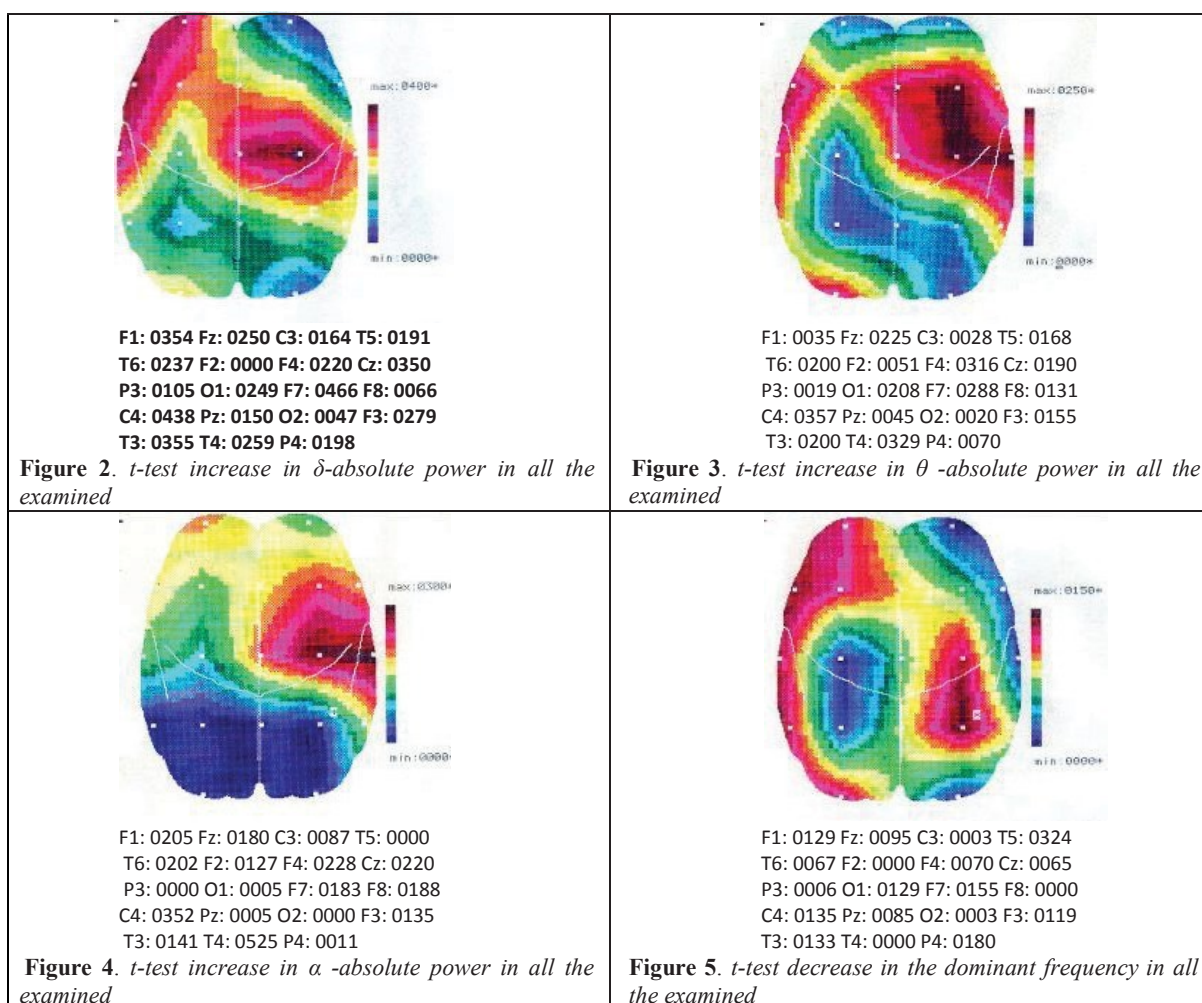 max:0400*
min:0000*
F1: 0354 Fz: 0250 C3: 0164 T5: 0191
T6: 0237 F2: 0000 F4: 0220 Cz: 0350
P3: 0105 O1: 0249 F7: 0466 F8: 0066
C4: 0438 Pz: 0150 O2: 0047 F3: 0279
T3: 0355 T4: 0259 P4: 0198
Figure 2. t-test increase in δ-absolute power in all the
examined
max:0250*
min:0000*
F1: 0035 Fz: 0225 C3: 0028 T5: 0168
T6: 0200 F2: 0051 F4: 0316 Cz: 0190
P3: 0019 O1: 0208 F7: 0288 F8: 0131
C4: 0357 Pz: 0045 O2: 0020 F3: 0155
T3: 0200 T4: 0329 P4: 0070
Figure 3. t-test increase in θ -absolute power in all the
examined
max:0300*
min:0000*
F1: 0205 Fz: 0180 C3: 0087 T5: 0000
T6: 0202 F2: 0127 F4: 0228 Cz: 0220
P3: 0000 O1: 0005 F7: 0183 F8: 0188
C4: 0352 Pz: 0005 O2: 0000 F3: 0135
T3: 0141 T4: 0525 P4: 0011
Figure 4. t-test increase in α -absolute power in all the
examined
max:0150*
min:0000*
F1: 0129 Fz: 0095 C3: 0003 T5: 0324
T6: 0067 F2: 0000 F4: 0070 Cz: 0065
P3: 0006 O1: 0129 F7: 0155 F8: 0000
C4: 0135 Pz: 0085 O2: 0003 F3: 0119
T3: 0133 T4: 0000 P4: 0180
Figure 5. t-test decrease in the dominant frequency in all
the examined